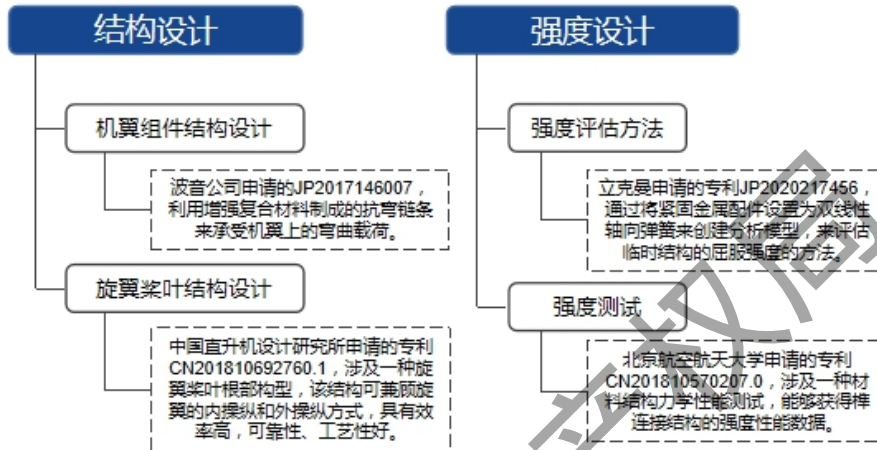 结构设计
机翼组件结构设计
波音公司申请的JP2017146007，
利用增强复合材料制成的抗弯链条
来承受机翼上的弯曲载荷。
旋翼桨叶结构设计
中国直升机设计研究所申请的专利
CN201810692760.1，涉及一种旋
翼桨叶根部构型，该结构可兼顾旋
翼的内操纵和外操纵方式，具有效
率高，可靠性、工艺性好。
强度设计
强度评估方法
立克曼申请的专利JP2020217456，
通过将紧固金属配件设置为双线性
轴向弹簧来创建分析模型，来评估
临时结构的屈服强度的方法。
强度测试
北京航空航天大学申请的专利
CN201810570207.0，涉及一种材
料结构力学性能测试，能够获得榫
连接结构的强度性能数据。
产权局